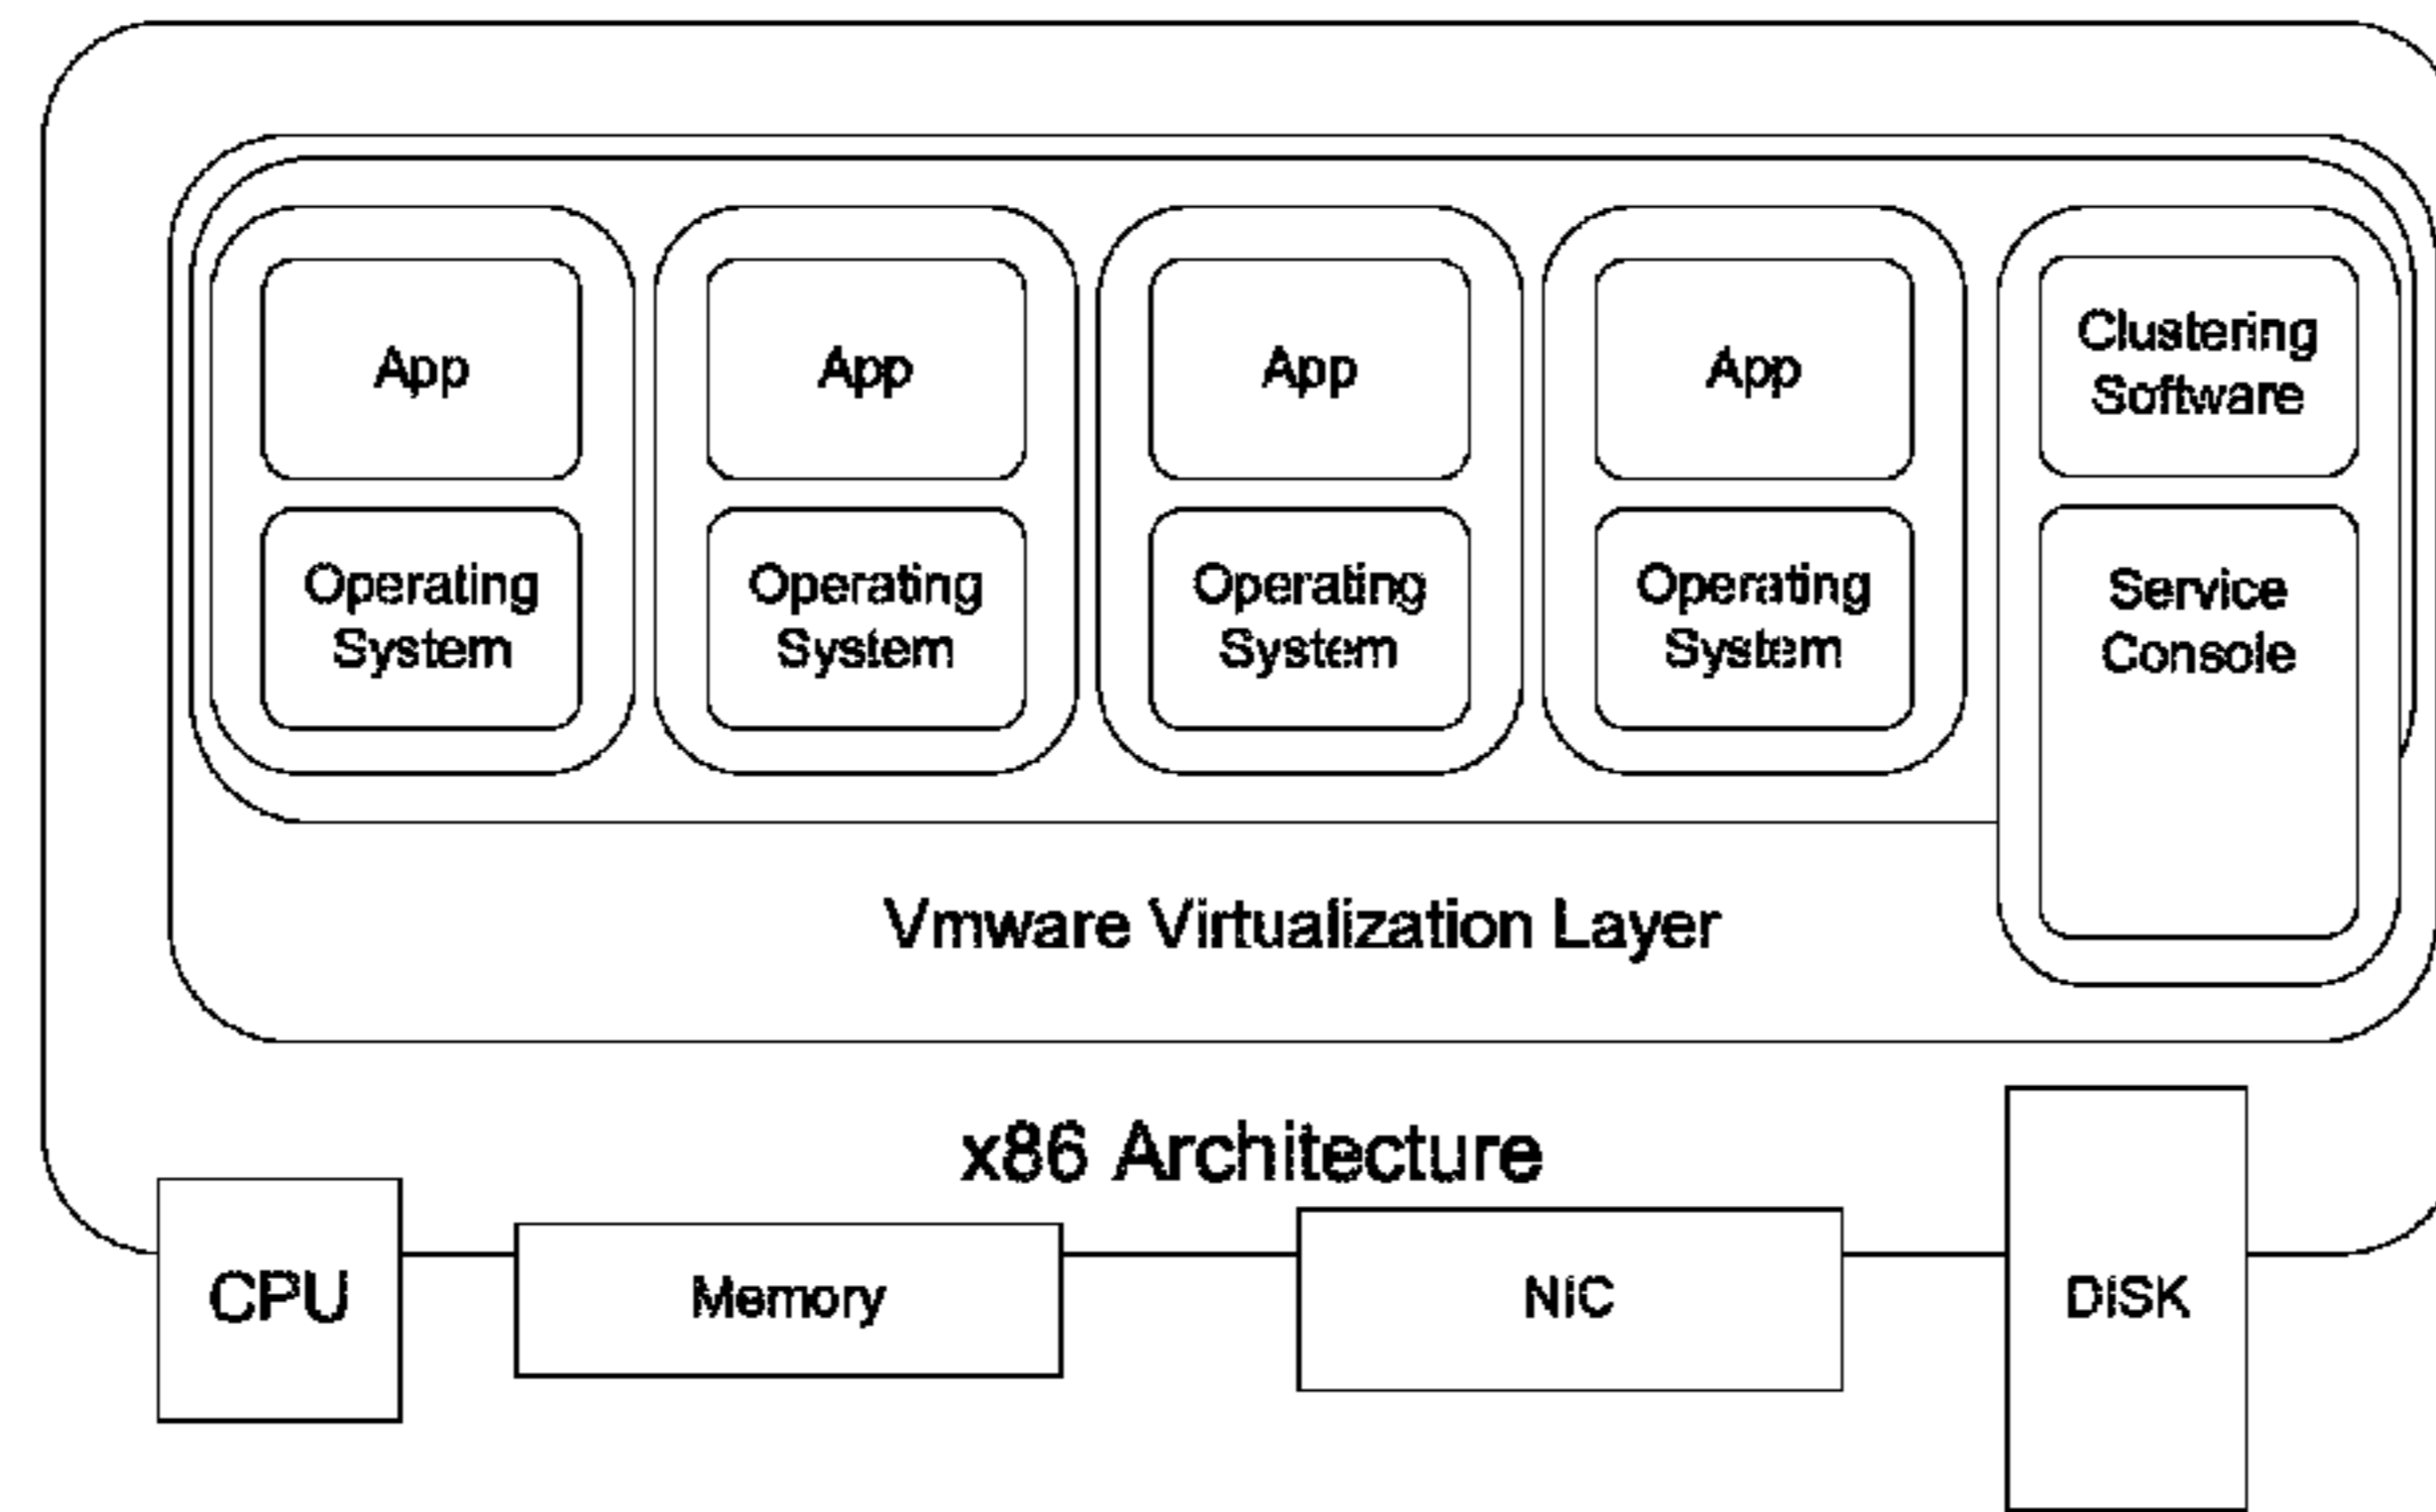 App
App
App
App
Clustering
Software
Operating
System
Operating
System
Operating
System
Operating
System
Service
Console
Vmware Virtualization Layer
x86 Architecture
CPU
Memory
NIC
DISK